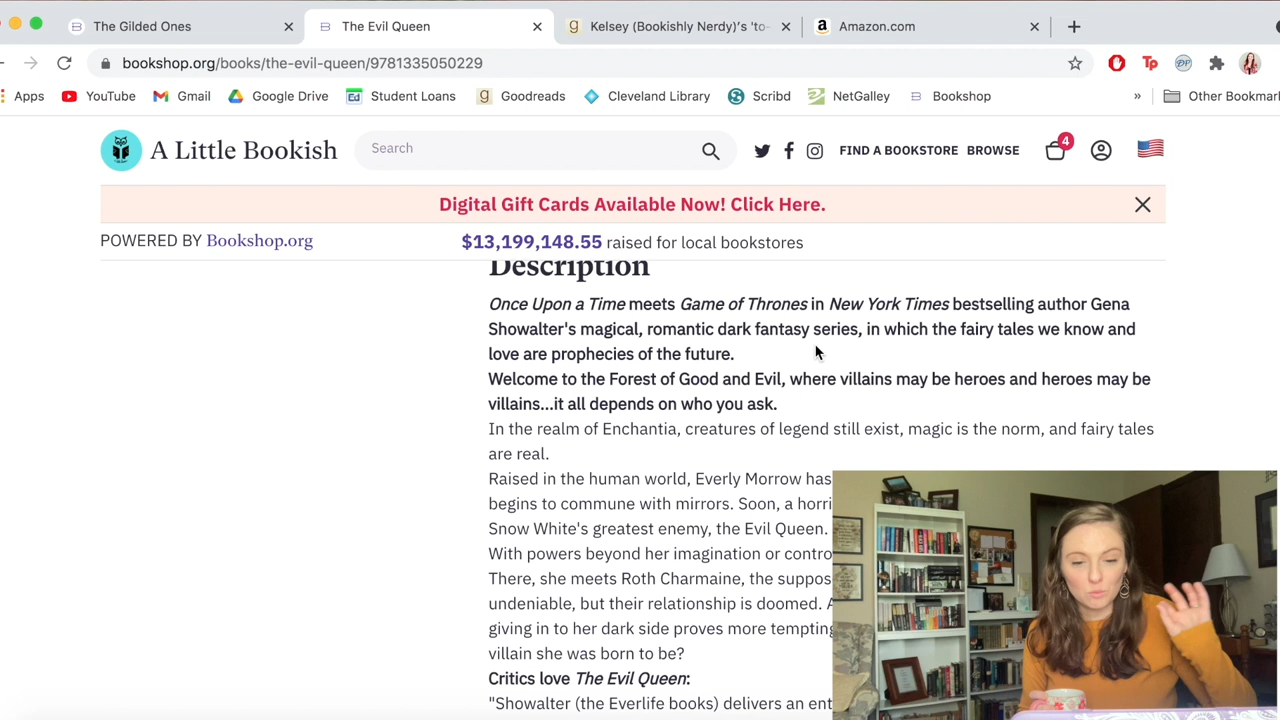 The Gilded Ones
The Evil Queen
Kelsey (Bookishly Nerdy)'s 'to-
Amazon.com
bookshop.org/books/the-evil-queen/9781335050229
Apps YouTube Gmail Google Drive Student Loans Goodreads Cleveland Library Scribd NetGalley Bookshop » Other Bookmar
A Little Bookish Search FIND A BOOKSTORE BROWSE 4
Digital Gift Cards Available Now! Click Here.
POWERED BY Bookshop.org $13,199,148.55 raised for local bookstores
Description
Once Upon a Time meets Game of Thrones in New York Times bestselling author Gena
Showalter's magical, romantic dark fantasy series, in which the fairy tales we know and
love are prophecies of the future.
Welcome to the Forest of Good and Evil, where villains may be heroes and heroes may be
villains...it all depends on who you ask.
In the realm of Enchantia, creatures of legend still exist, magic is the norm, and fairy tales
are real.
Raised in the human world, Everly Morrow has
begins to commune with mirrors. Soon, a horri
Snow White's greatest enemy, the Evil Queen.
With powers beyond her imagination or contro
There, she meets Roth Charmaine, the suppos
undeniable, but their relationship is doomed. A
giving in to her dark side proves more tempting
villain she was born to be?
Critics love The Evil Queen:
"Showalter (the Everlife books) delivers an ent